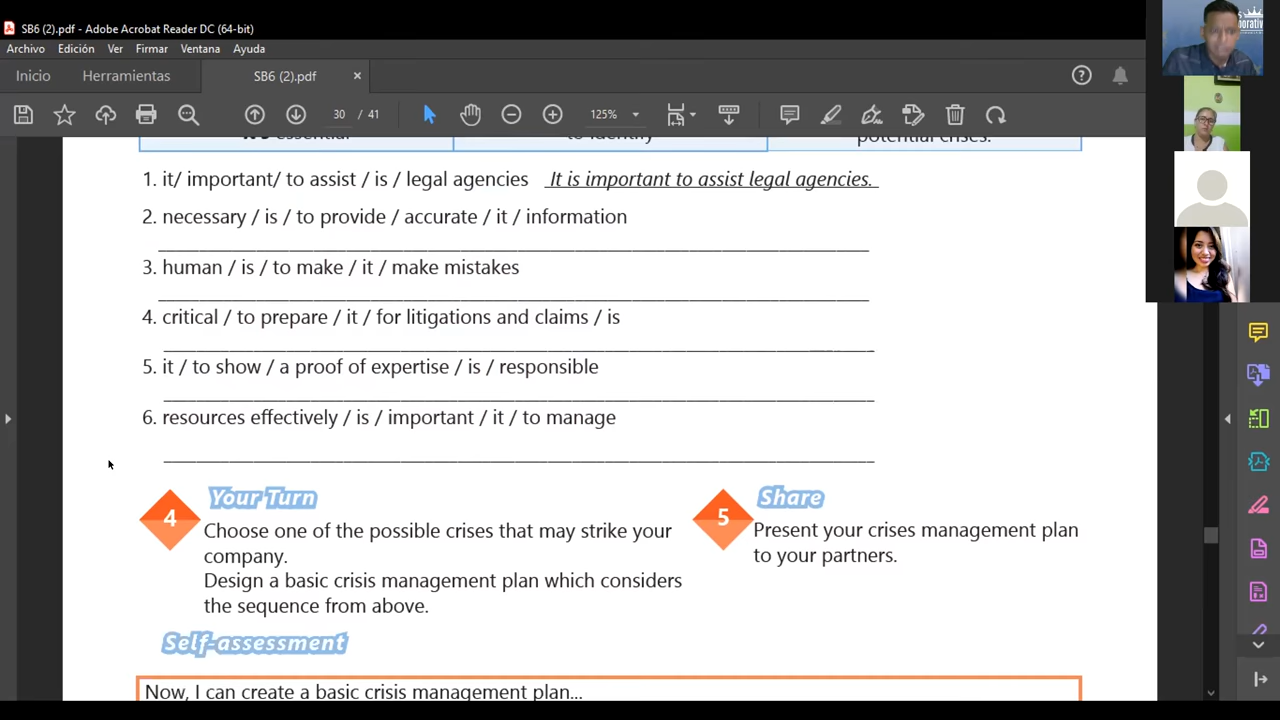 SB6 (2).pdf - Adobe Acrobat Reader DC (64-bit)
Archivo Edición Ver Firmar Ventana Ayuda
Inicio Herramientas SB6 (2).pdf ×
30 / 41 125%
It's essential to identify potential crises.
1. it/ important/ to assist / is / legal agencies It is important to assist legal agencies.
2. necessary / is / to provide / accurate / it / information
3. human / is / to make / it / make mistakes
4. critical / to prepare / it / for litigations and claims / is
5. it / to show / a proof of expertise / is / responsible
6. resources effectively / is / important / it / to manage
4 Your Turn
Choose one of the possible crises that may strike your
company.
Design a basic crisis management plan which considers
the sequence from above.
5 Share
Present your crises management plan
to your partners.
Self-assessment
Now, I can create a basic crisis management plan...